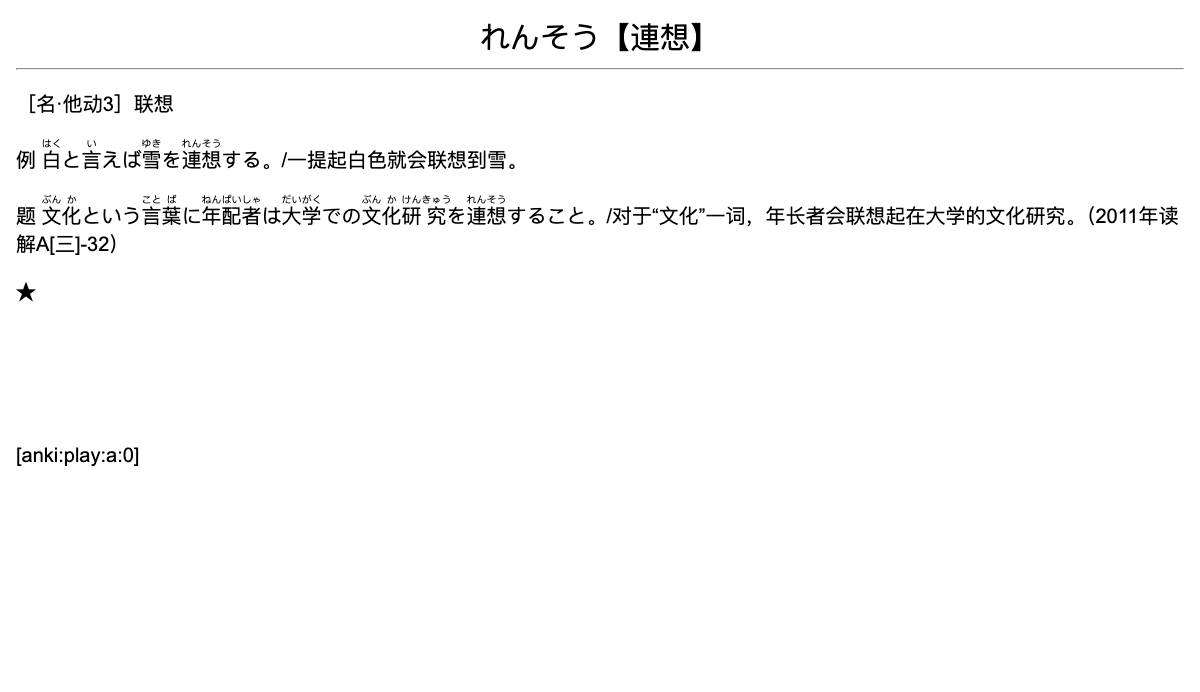 れんそう【連想】
［名·他动3］联想
はく い ゆき れんそう
例 白と言えば雪を連想する。/一提起白色就会联想到雪。
ぶん か こと ば ねんぱいしゃ だいがく ぶん か けんきゅう れんそう
题 文化という言葉に年配者は大学での文化研究を連想すること。/对于“文化”一词，年长者会联想起在大学的文化研究。（2011年读
解A[三]-32）
★
[anki:play:a:0]